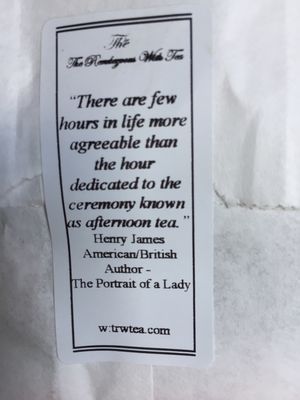 The
The Rendezvous With Tea
"There are few
hours in life more
agreeable than
the hour
dedicated to the
ceremony known
as afternoon tea."
Henry James
American/British
Author -
The Portrait of a Lady
w:trwtea.com